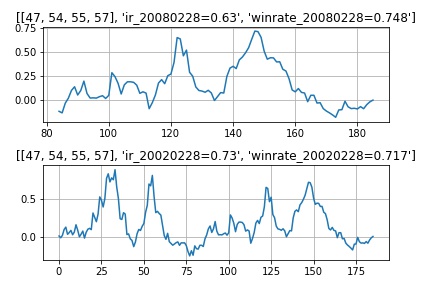 [[47, 54, 55, 57], 'ir_20080228=0.63', 'winrate_20080228=0.748']
0.75
0.50
0.25
0.00
80 100 120 140 160 180
[[47, 54, 55, 57], 'ir_20020228=0.73', 'winrate_20020228=0.717']
0.5
0.0
0 25 50 75 100 125 150 175